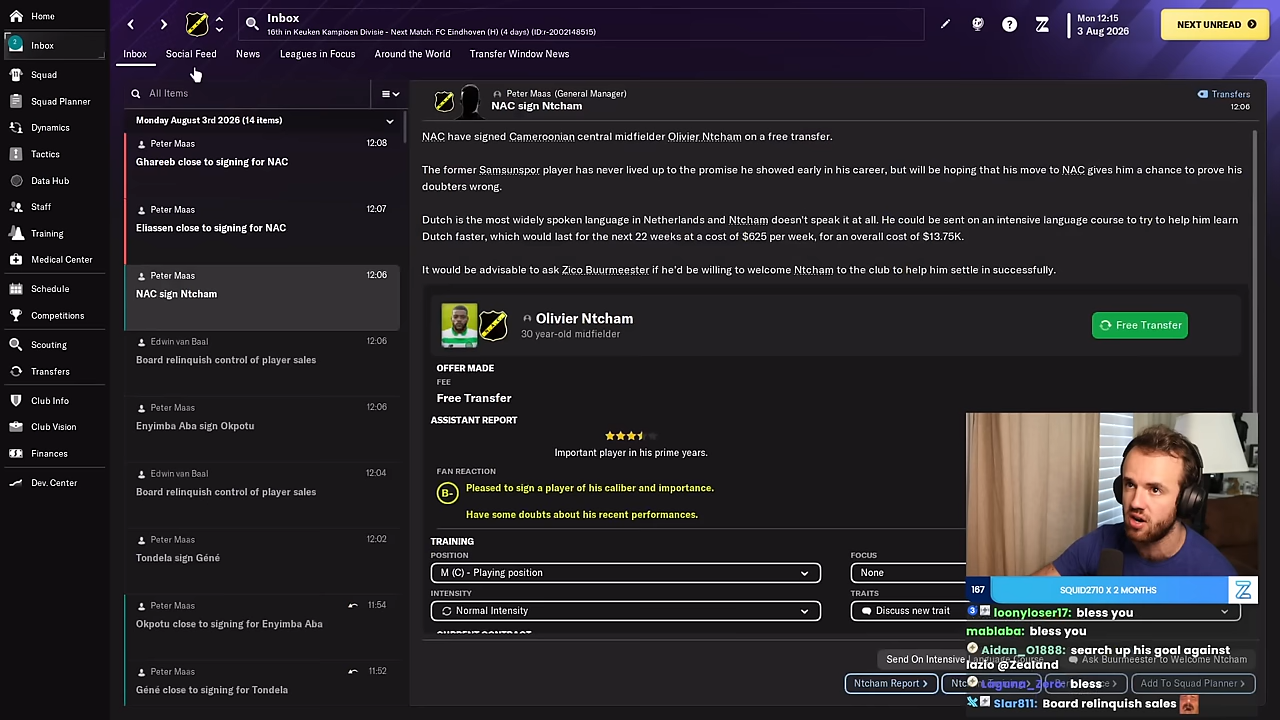 Home
Inbox
2
Squad
Squad Planner
Dynamics
Tactics
Data Hub
Staff
Training
Medical Center
Schedule
Competitions
Scouting
Transfers
Club Info
Club Vision
Finances
Dev. Center
Inbox
16th in Keuken Kampioen Divisie - Next Match: FC Eindhoven (H) (4 days) (ID:r-2002148515)
Mon 12:15
3 Aug 2026
NEXT UNREAD
Inbox
Social Feed
News
Leagues in Focus
Around the World
Transfer Window News
All Items
Monday August 3rd 2026 (14 items)
Peter Maas 12:08
Ghareeb close to signing for NAC
Peter Maas 12:07
Eliassen close to signing for NAC
Peter Maas 12:06
NAC sign Ntcham
Edwin van Baal 12:06
Board relinquish control of player sales
Peter Maas 12:06
Enyimba Aba sign Okpotu
Edwin van Baal 12:04
Board relinquish control of player sales
Peter Maas 12:02
Tondela sign Géné
Peter Maas 11:54
Okpotu close to signing for Enyimba Aba
Peter Maas 11:52
Géné close to signing for Tondela
Peter Maas (General Manager)
NAC sign Ntcham
Transfers
12:06
NAC have signed Cameroonian central midfielder Olivier Ntcham on a free transfer.
The former Samsunspor player has never lived up to the promise he showed early in his career, but will be hoping that his move to NAC gives him a chance to prove his
doubters wrong.
Dutch is the most widely spoken language in Netherlands and Ntcham doesn't speak it at all. He could be sent on an intensive language course to try to help him learn
Dutch faster, which would last for the next 22 weeks at a cost of $625 per week, for an overall cost of $13.75K.
It would be advisable to ask Zico Buurmeester if he'd be willing to welcome Ntcham to the club to help him settle in successfully.
Olivier Ntcham
30 year-old midfielder
Free Transfer
OFFER MADE
FEE
Free Transfer
ASSISTANT REPORT
Important player in his prime years.
FAN REACTION
B-
Pleased to sign a player of his caliber and importance.
Have some doubts about his recent performances.
TRAINING
POSITION
M (C) - Playing position
FOCUS
None
INTENSITY
Normal Intensity
TRAITS
Discuss new trait
CURRENT CONTRACT
Send On Intensive Language Course
Ask Buurmeester to Welcome Ntcham
Ntcham Report
Add To Squad Planner
167
SQUID2710 X 2 MONTHS
Z
loonyloser17: bless you
mablaba: bless you
Aidan_O1888: search up his goal against
lazio @Zealand
Laguna_Zero: bless
Slar811: Board relinquish sales